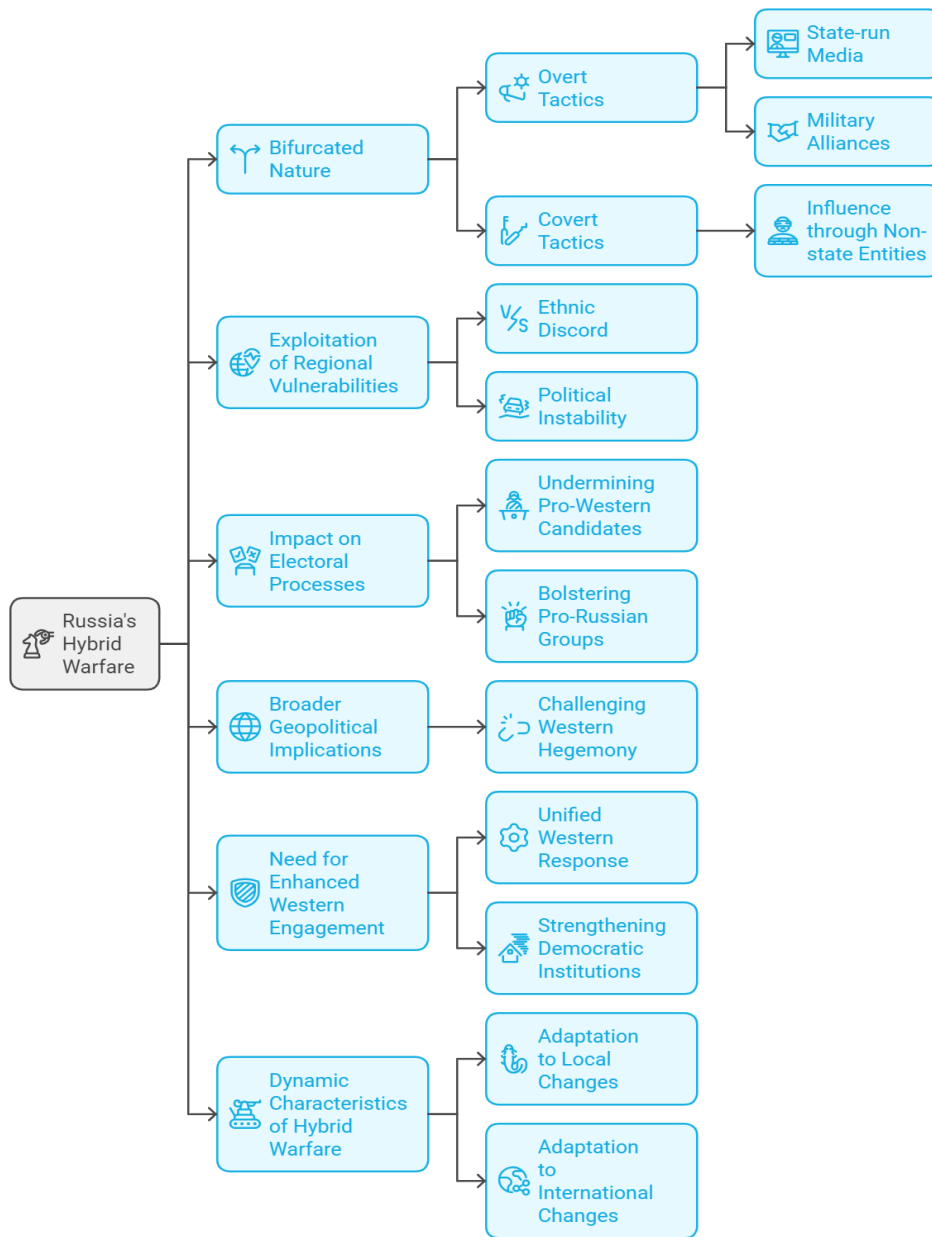 Russia's
Hybrid
Warfare
Bifurcated
Nature
Overt
Tactics
State-run
Media
Military
Alliances
Covert
Tactics
Influence
through Non-
state Entities
Exploitation
of Regional
Vulnerabilities
Ethnic
Discord
Political
Instability
Impact on
Electoral
Processes
Undermining
Pro-Western
Candidates
Bolstering
Pro-Russian
Groups
Broader
Geopolitical
Implications
Challenging
Western
Hegemony
Need for
Enhanced
Western
Engagement
Unified
Western
Response
Strengthening
Democratic
Institutions
Dynamic
Characteristics
of Hybrid
Warfare
Adaptation
to Local
Changes
Adaptation
to
International
Changes